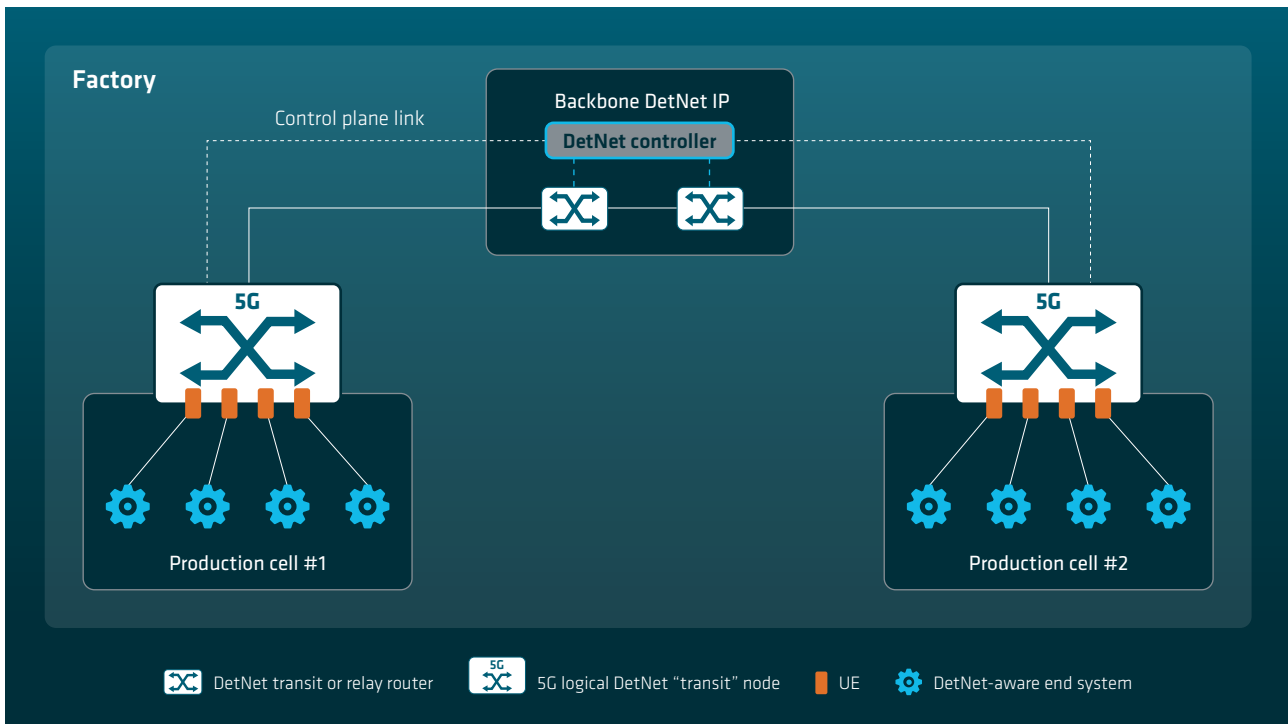 Factory
Backbone DetNet IP
Control plane link
DetNet controller
5G
5G
Production cell #1
Production cell #2
DetNet transit or relay router
5G
5G logical DetNet “transit” node
UE
DetNet-aware end system